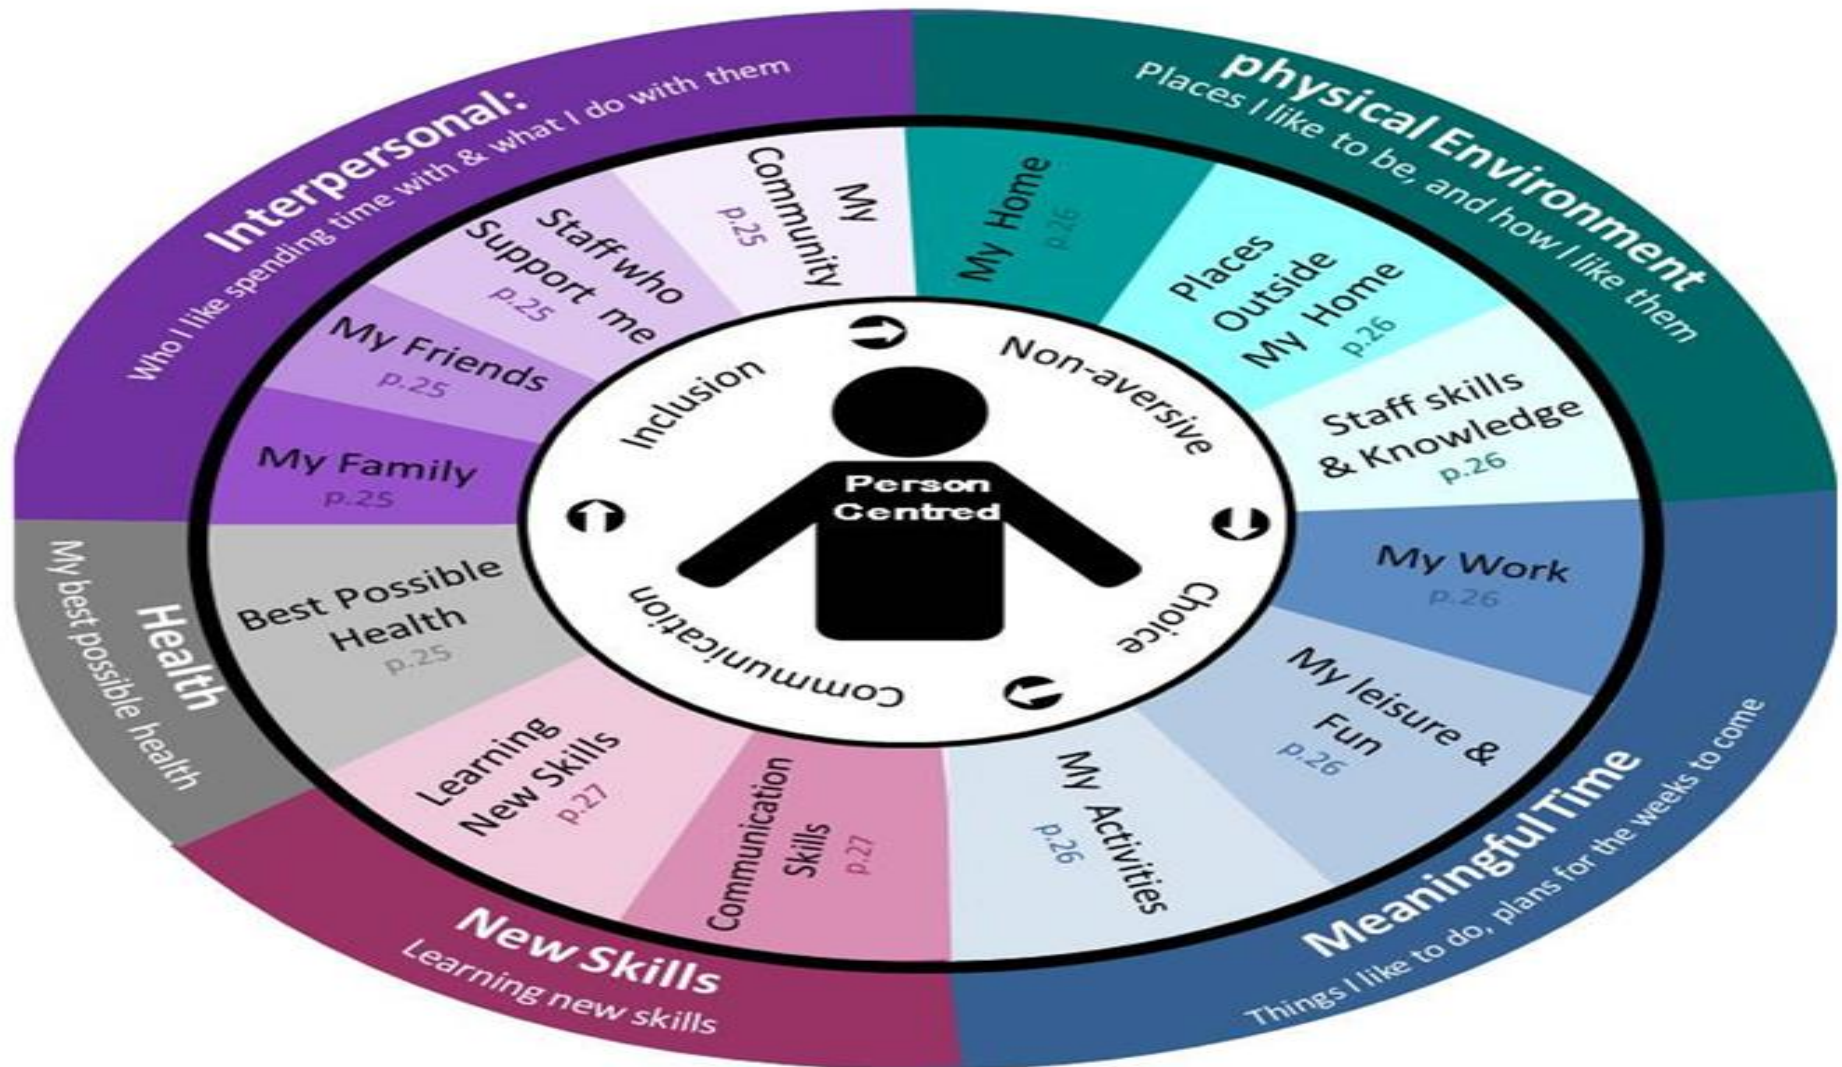 Interpersonal:
Who I like spending time with & what I do with them
physical Environment
Places I like to be, and how I like them
My
Community
p.25
My Home
p.26
Staff who
Support me
p.25
Places
Outside
My Home
p.26
My Friends
p.25
Staff skills
& Knowledge
p.26
My Family
p.25
Inclusion
Non-aversive
Person
Centred
Choice
Communication
My Work
p.26
Best Possible
Health
p.25
Health
My best possible health
My leisure &
Fun
p.26
Learning
New Skills
p.27
Communication
Skills
p.27
My Activities
p.26
Meaningful Time
Things I like to do, plans for the weeks to come
New Skills
Learning new skills